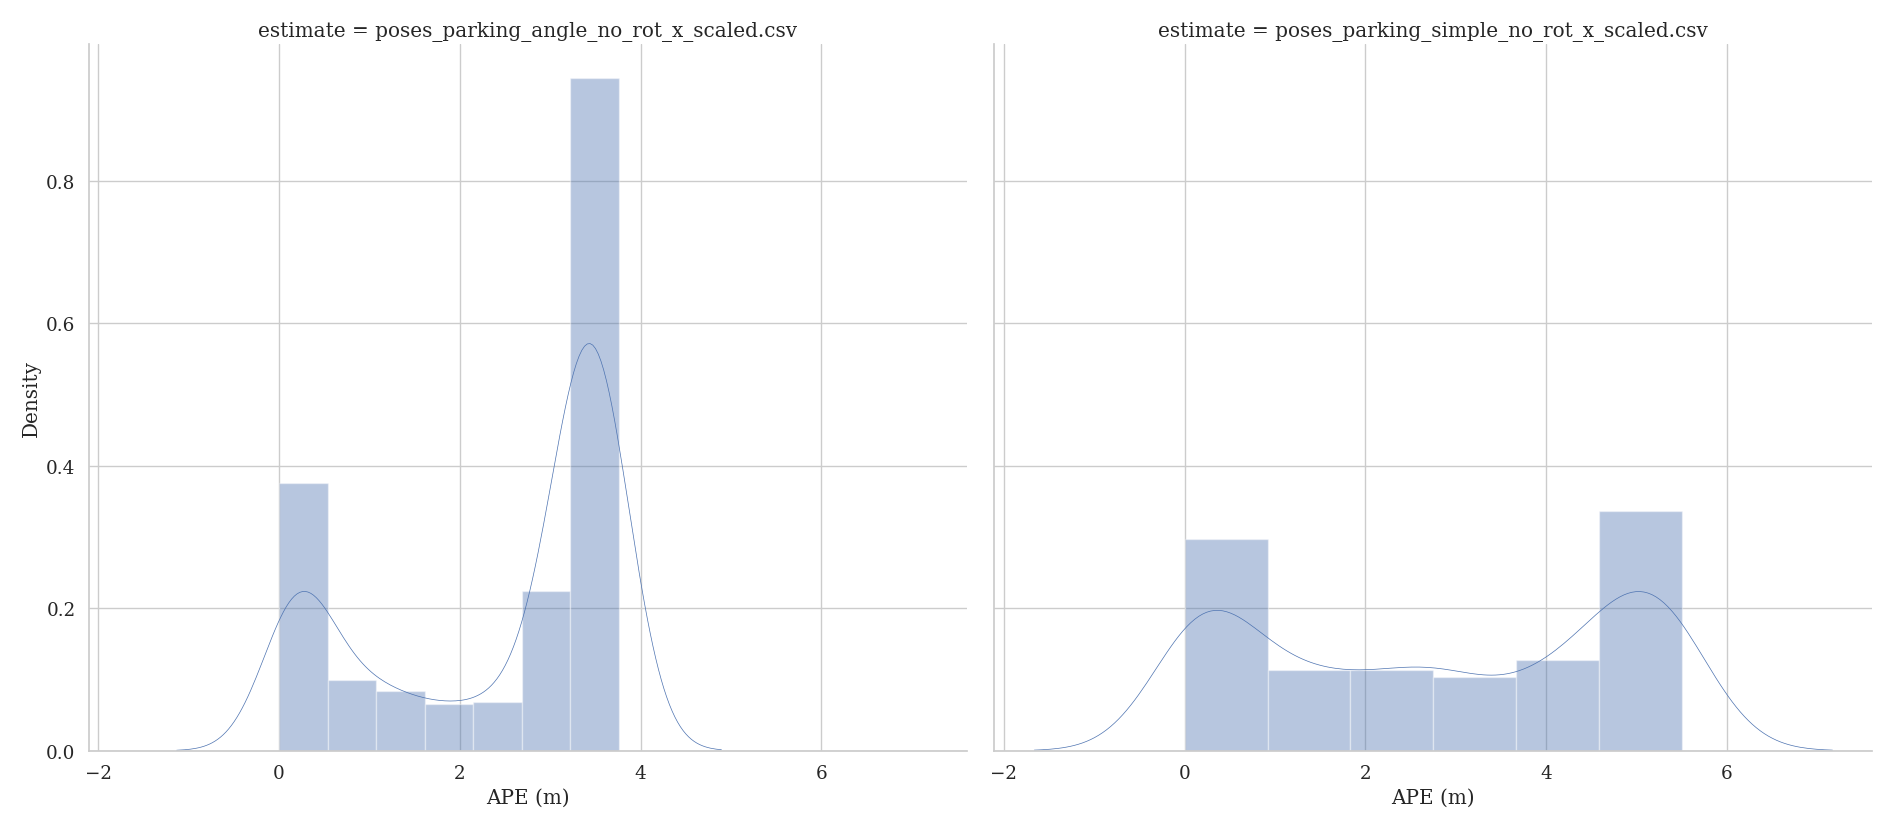 estimate = poses_parking_angle_no_rot_x_scaled.csv
estimate = poses_parking_simple_no_rot_x_scaled.csv
Density
0.8
0.6
0.4
0.2
0.0
−2 0 2 4 6
−2 0 2 4 6
APE (m)
APE (m)